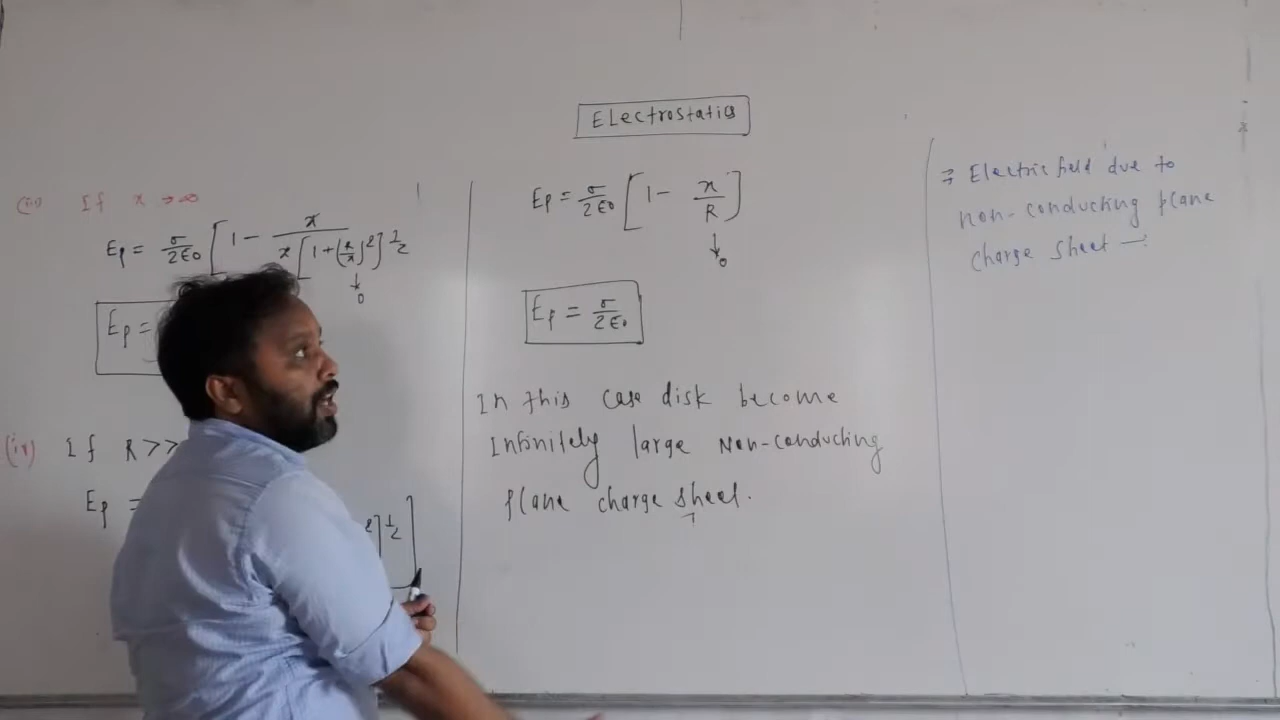 Electrostatics
(iii) If x → ∞
Ep = σ/2ε0 [1 - x/x[1+(R/x)²]^1/2]
↓
0
Ep =
(iv) If R >>
Ep =
²]^1/2]
Ep = σ/2ε0 [1 - x/R]
↓
0
Ep = σ/2ε0
In this case disk become
Infinitely large Non-conducting
plane charge sheet.
⇒ Electric field due to
non-conducting plane
charge sheet →